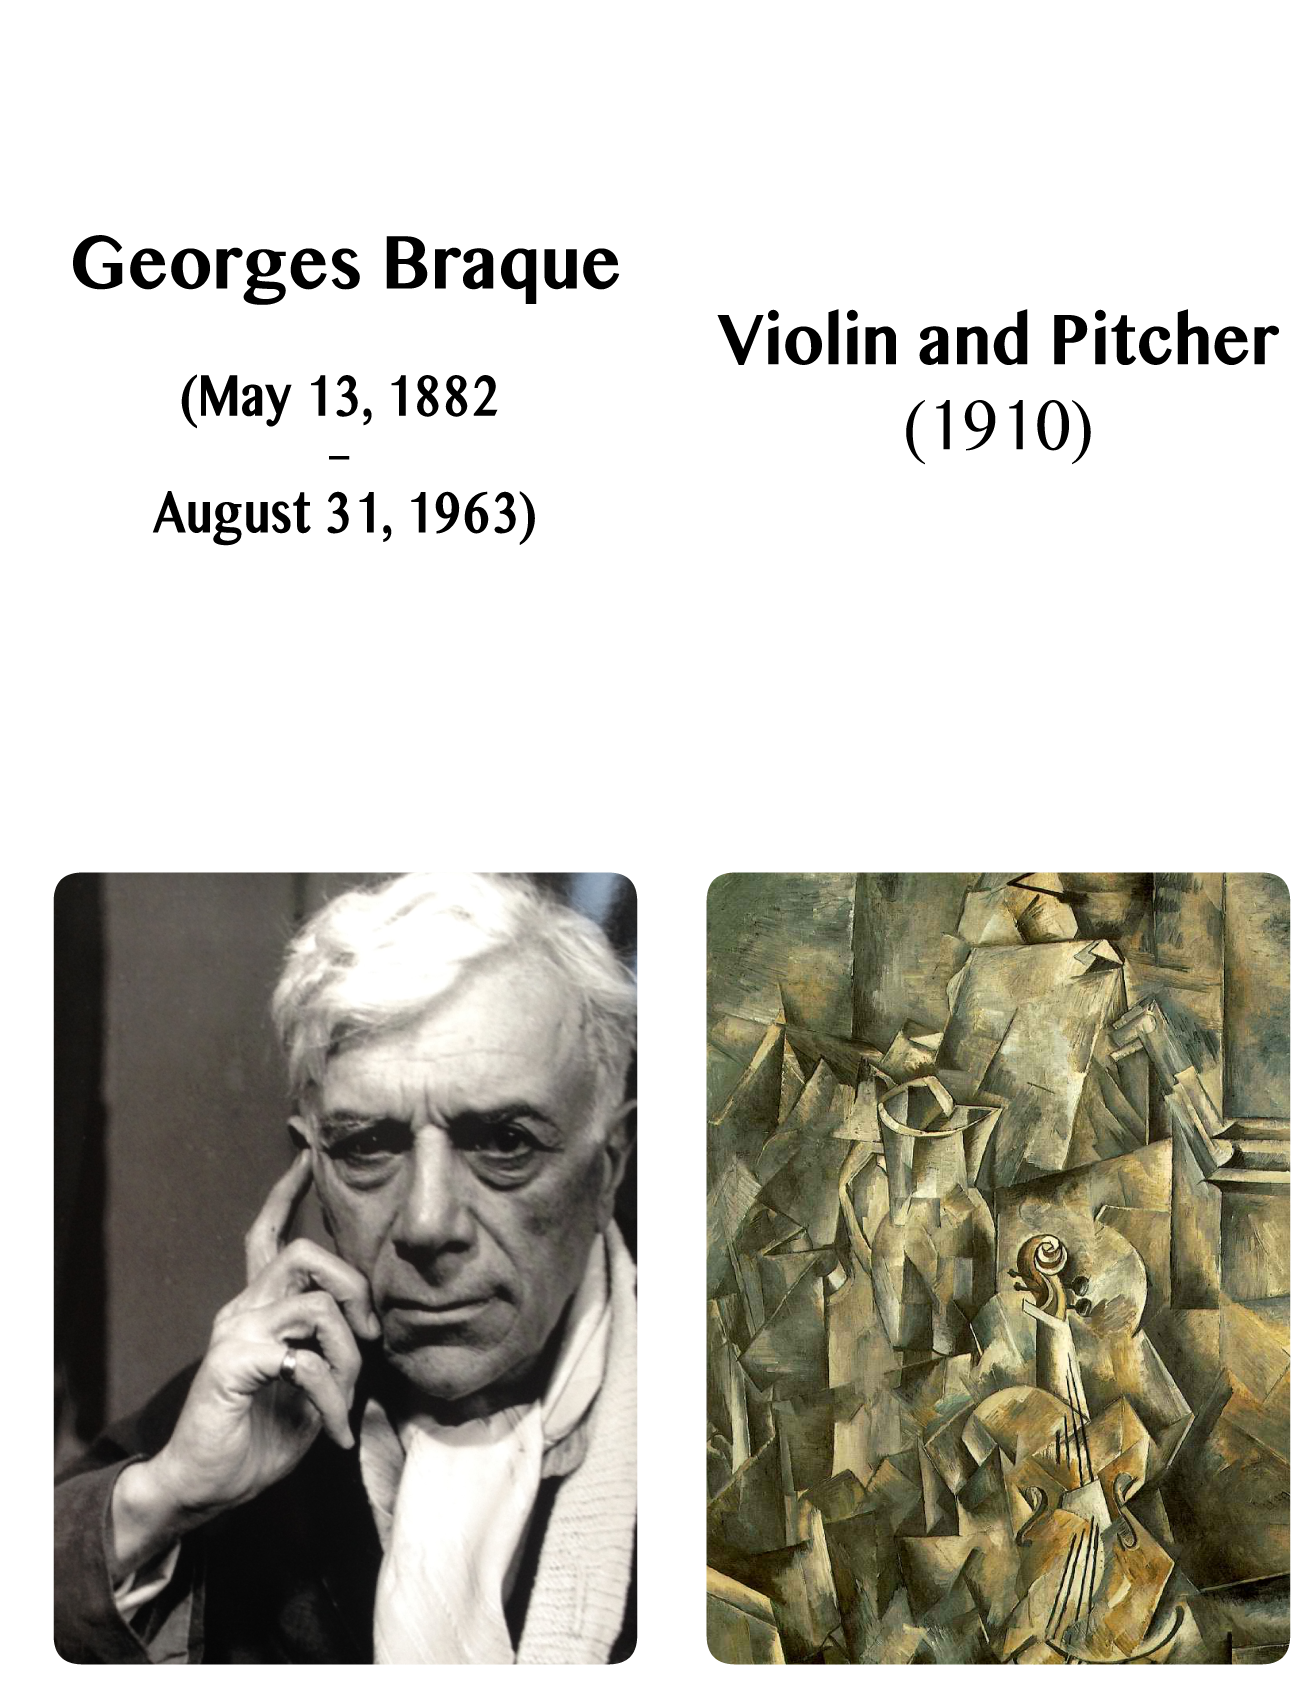 Georges Braque
(May 13, 1882
–
August 31, 1963)
Violin and Pitcher
(1910)